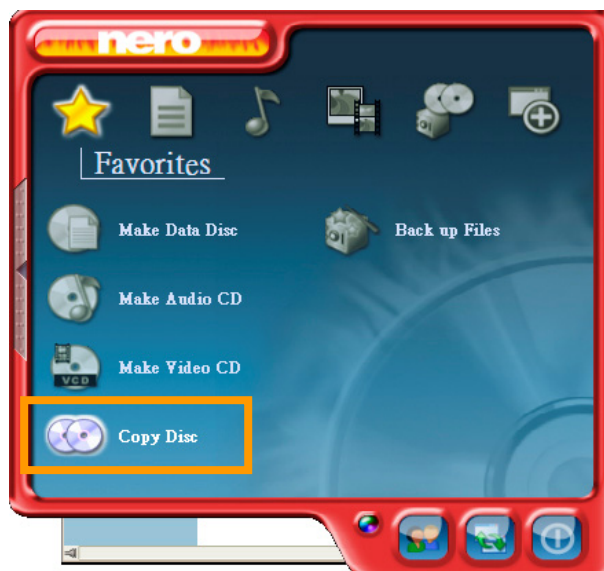 nero
Favorites
Make Data Disc
Back up Files
Make Audio CD
VCD
Make Video CD
Copy Disc